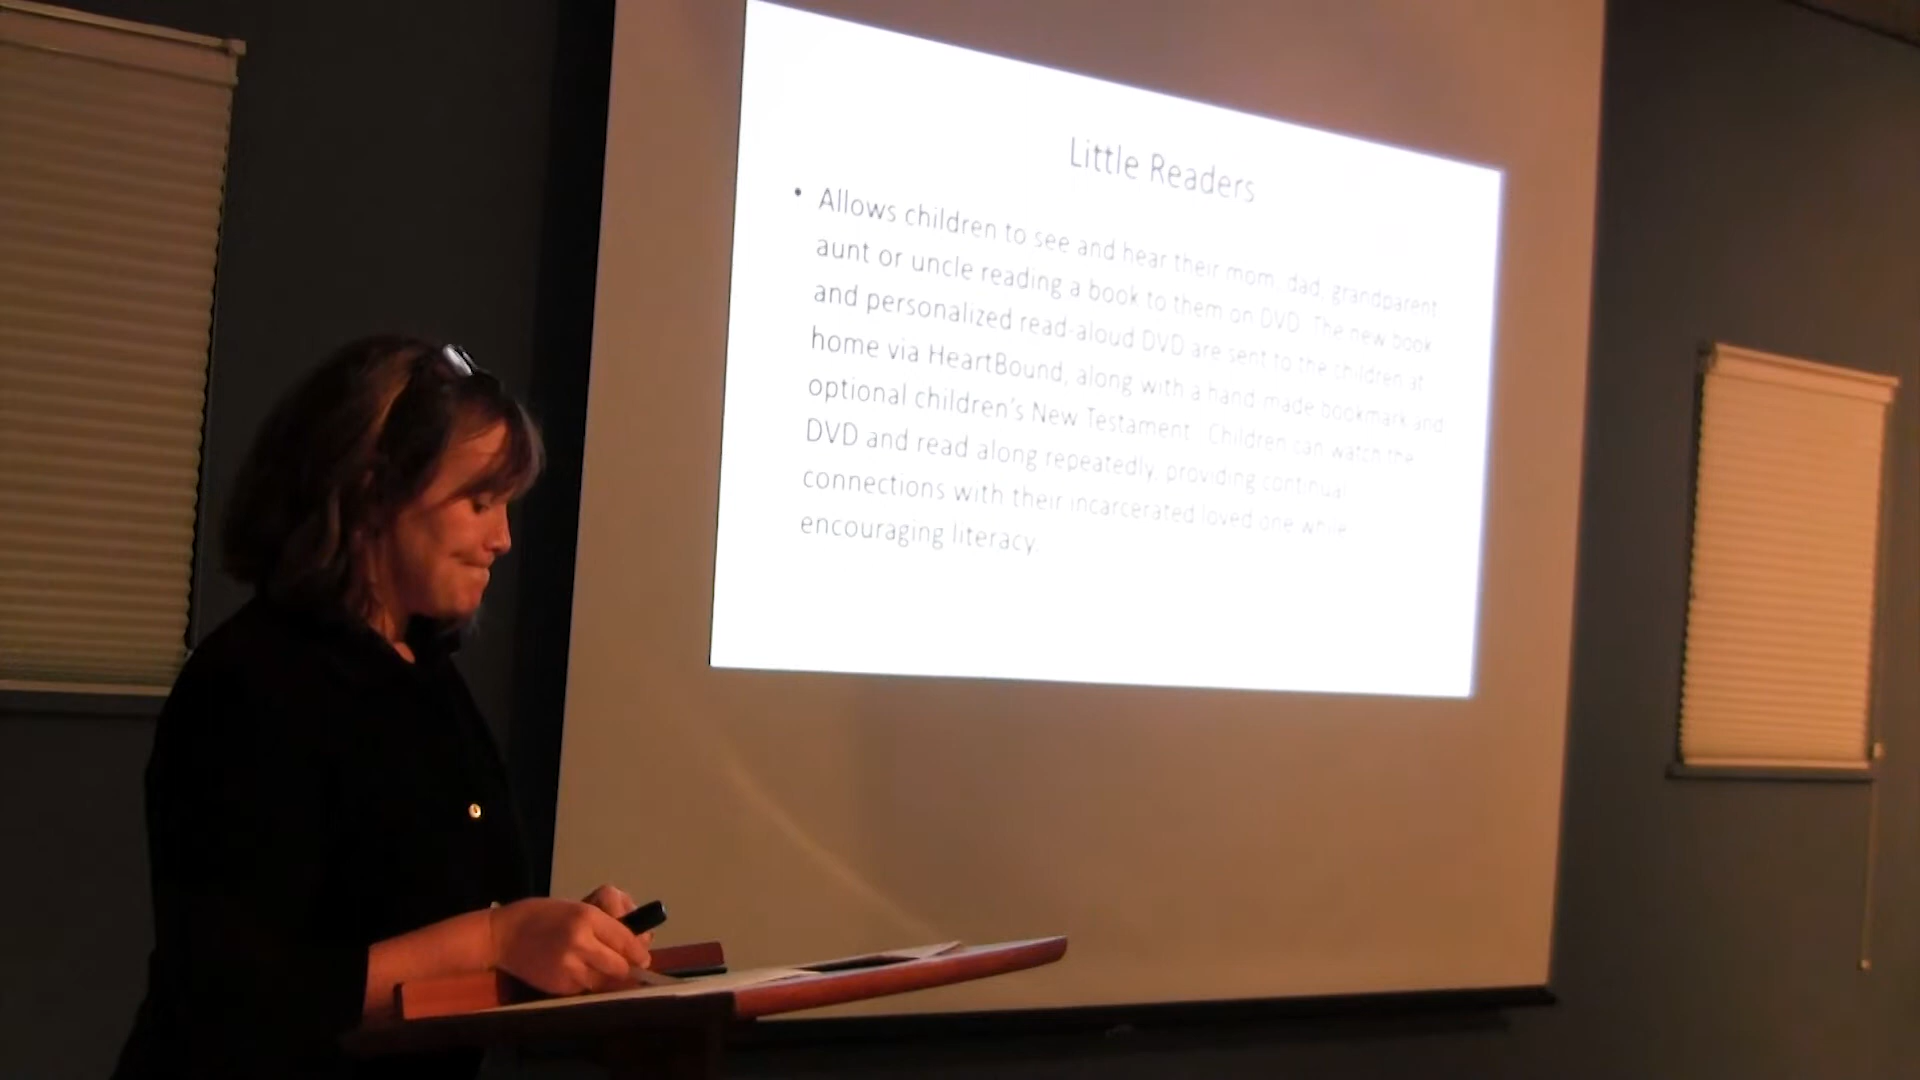 Little Readers
• Allows children to see and hear their mom, dad, grandparent
aunt or uncle reading a book to them on DVD. The new book
and personalized read-aloud DVD are sent to the children at
home via HeartBound, along with a hand made bookmark and
optional children's New Testament. Children can watch the
DVD and read along repeatedly, providing continual
connections with their incarcerated loved one while
encouraging literacy.